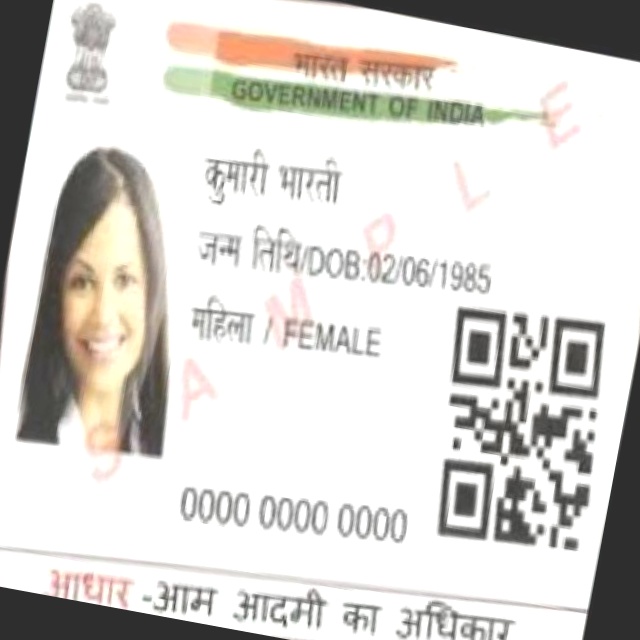 भारत सरकार
GOVERNMENT OF INDIA
कुमारी भारती
जन्म तिथि/DOB:02/06/1985
महिला / FEMALE
SAMPLE
0000 0000 0000
आधार -आम आदमी का अधिकार